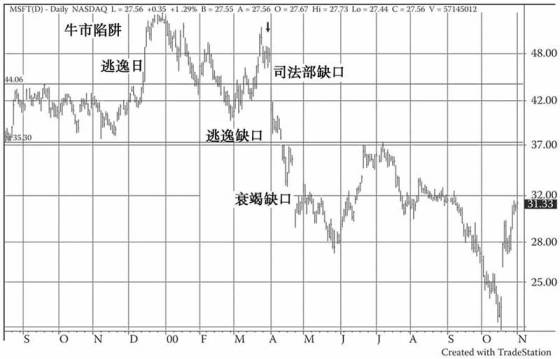 MSFT(D) - Daily NASDAQ L = 27.56 +0.35 +1.29% B = 27.55 A = 27.56 O = 27.67 Hi = 27.73 Lo = 27.44 C = 27.56 V = 57145012
牛市陷阱
逃逸日
48.00
司法部缺口
44.06
42.00
逃逸缺口
35.30
37.00
衰竭缺口
32.00
31.33
28.00
25.00
S O N D 00 F M A M J J A S O N
Created with TradeStation